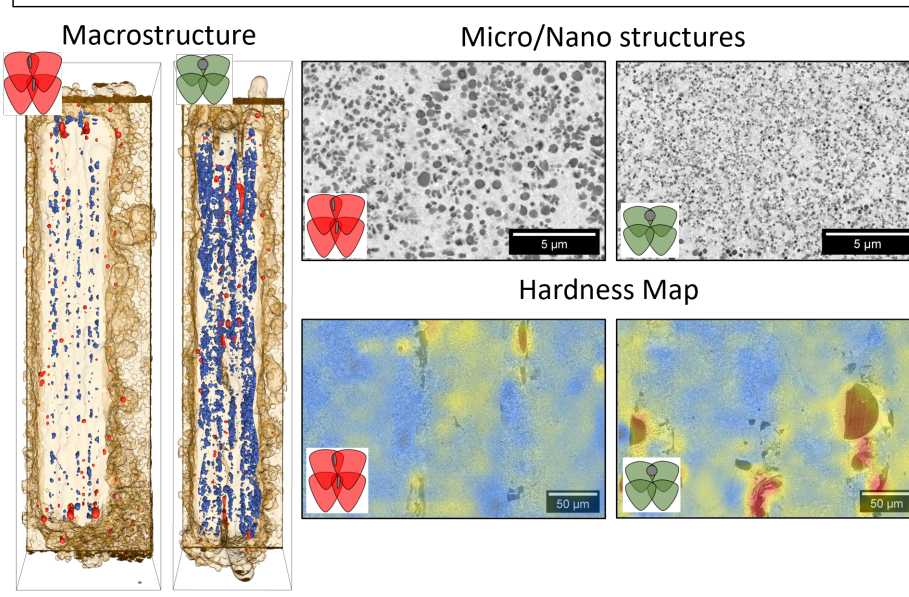 Macrostructure
Micro/Nano structures
5 µm
5 µm
Hardness Map
50 µm
50 µm